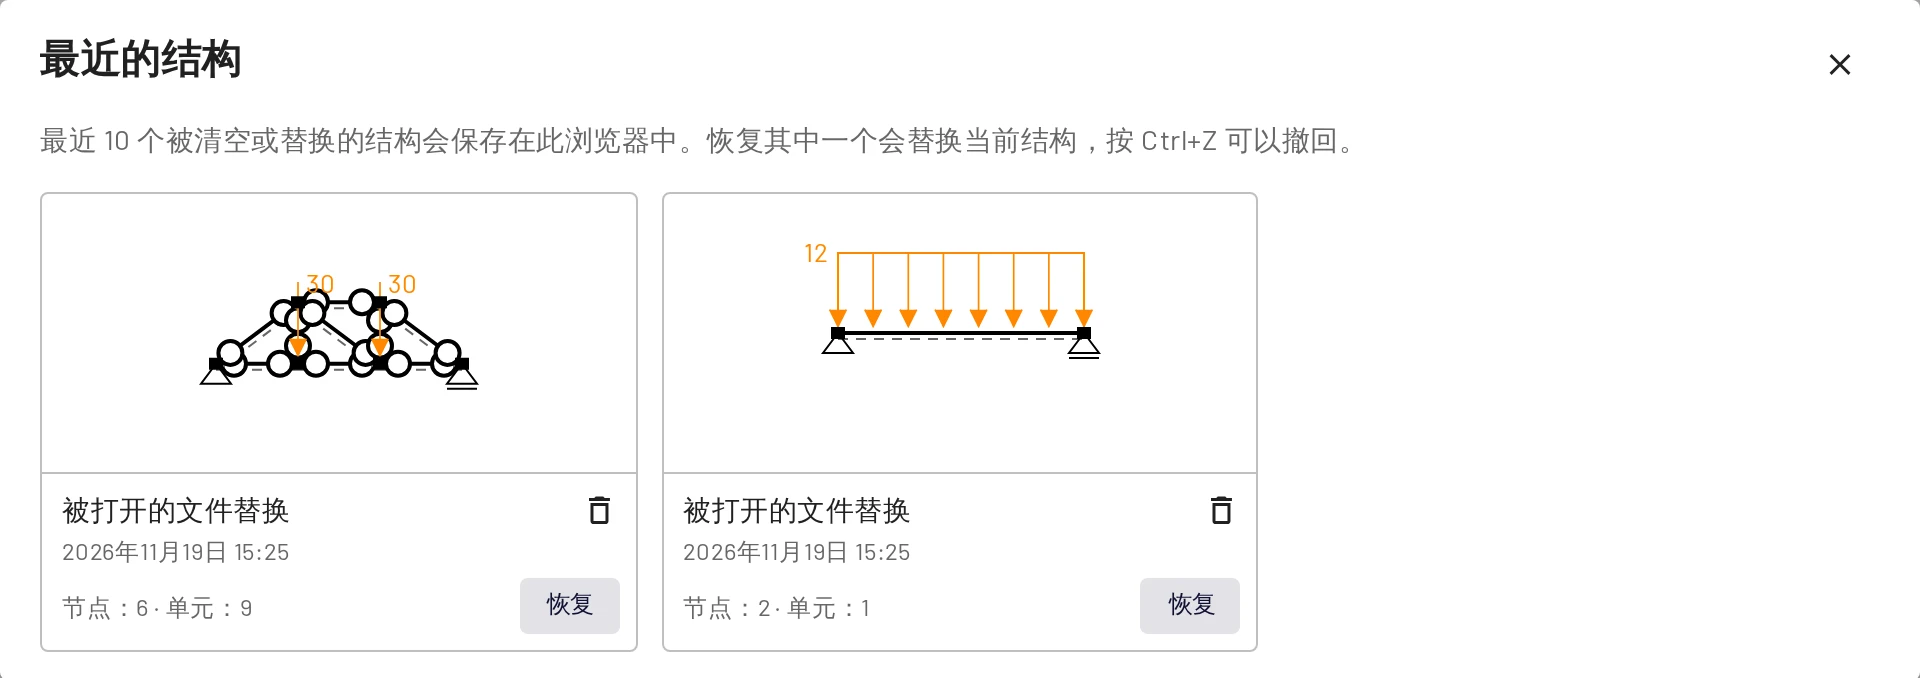 最近的结构
最近 10 个被清空或替换的结构会保存在此浏览器中。恢复其中一个会替换当前结构，按 Ctrl+Z 可以撤回。
30 30
12
被打开的文件替换
2026年11月19日 15:25
节点：6 · 单元：9
恢复
被打开的文件替换
2026年11月19日 15:25
节点：2 · 单元：1
恢复